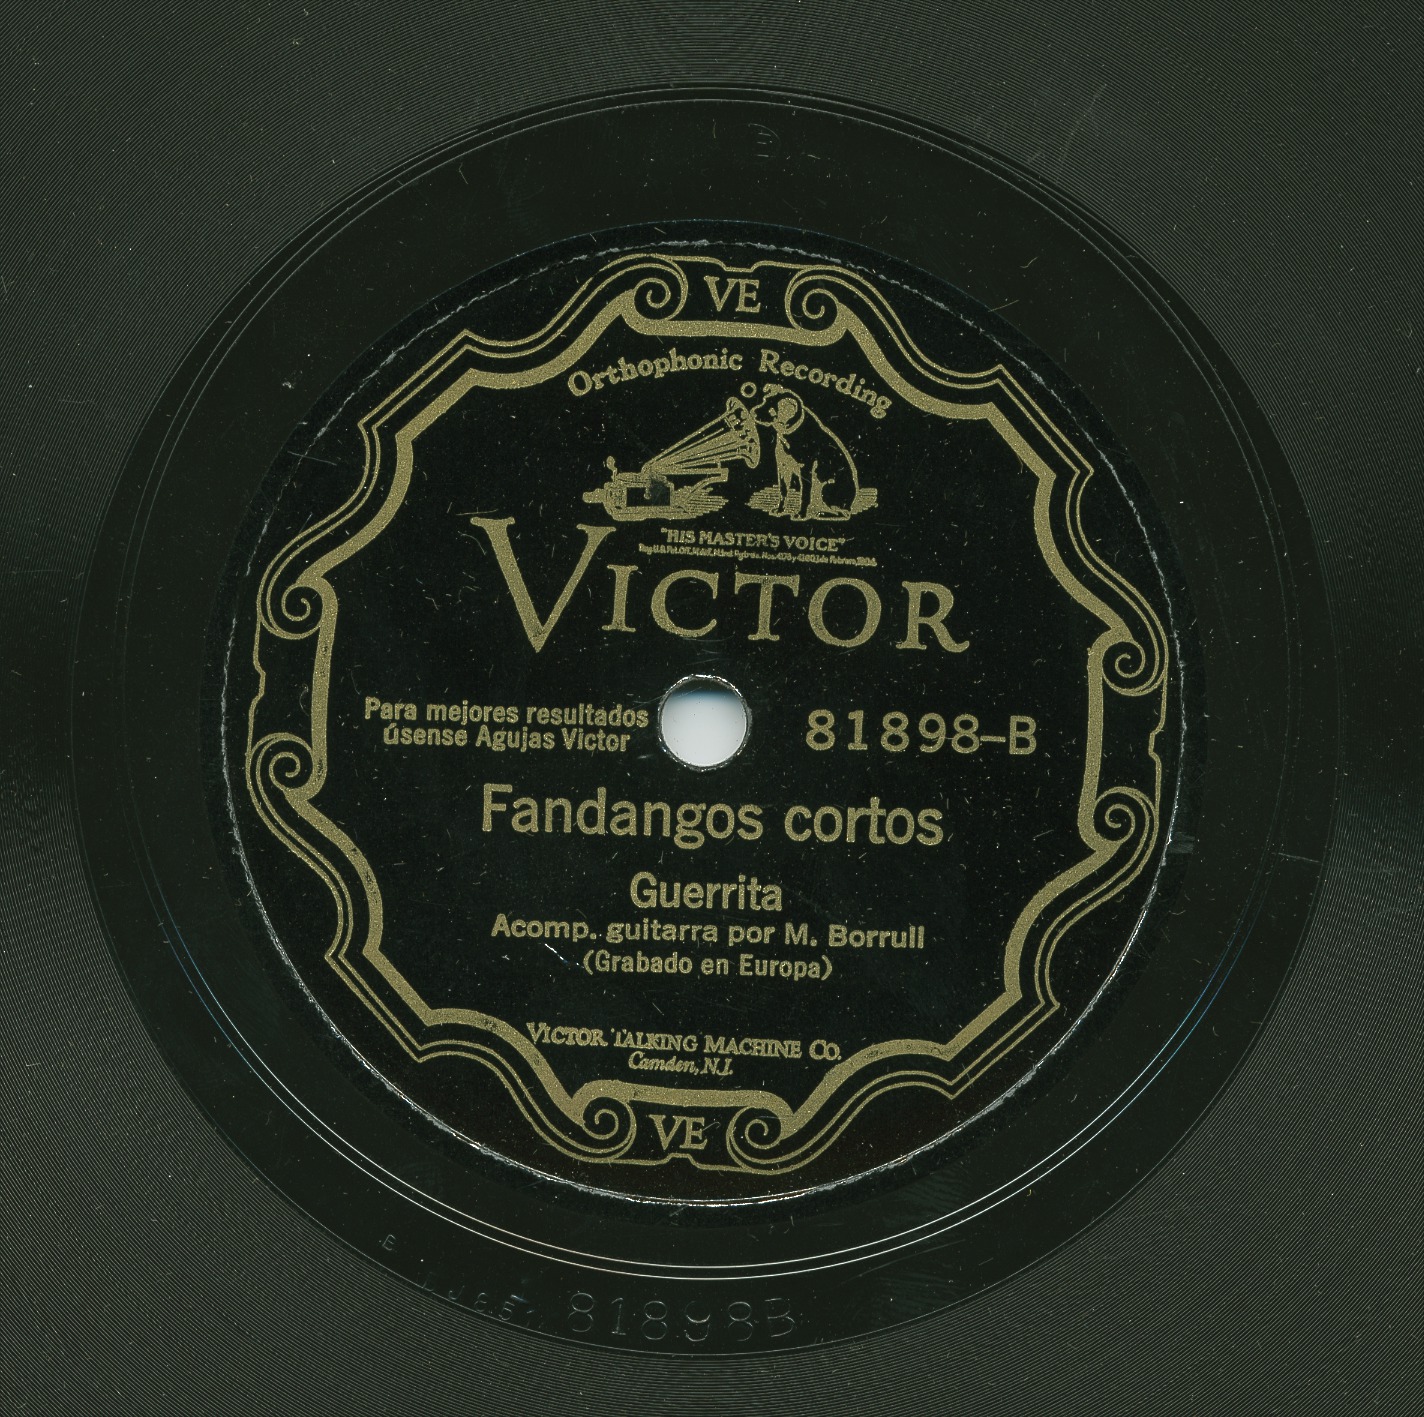 VE
Orthophonic Recording
"HIS MASTER'S VOICE"
VICTOR
Para mejores resultados
úsense Agujas Victor
81898-B
Fandangos cortos
Guerrita
Acomp. guitarra por M. Borrull
(Grabado en Europa)
VICTOR TALKING MACHINE CO.
Camden, N.J.
VE
81898B